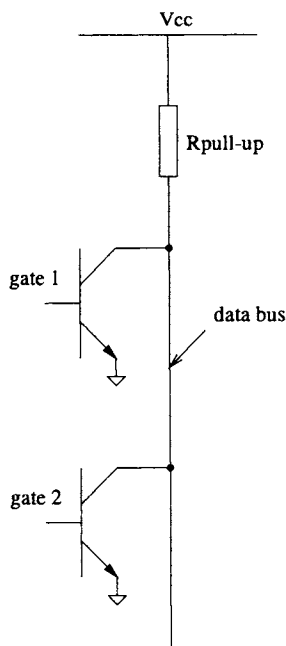 Vcc
Rpull-up
gate 1
data bus
gate 2